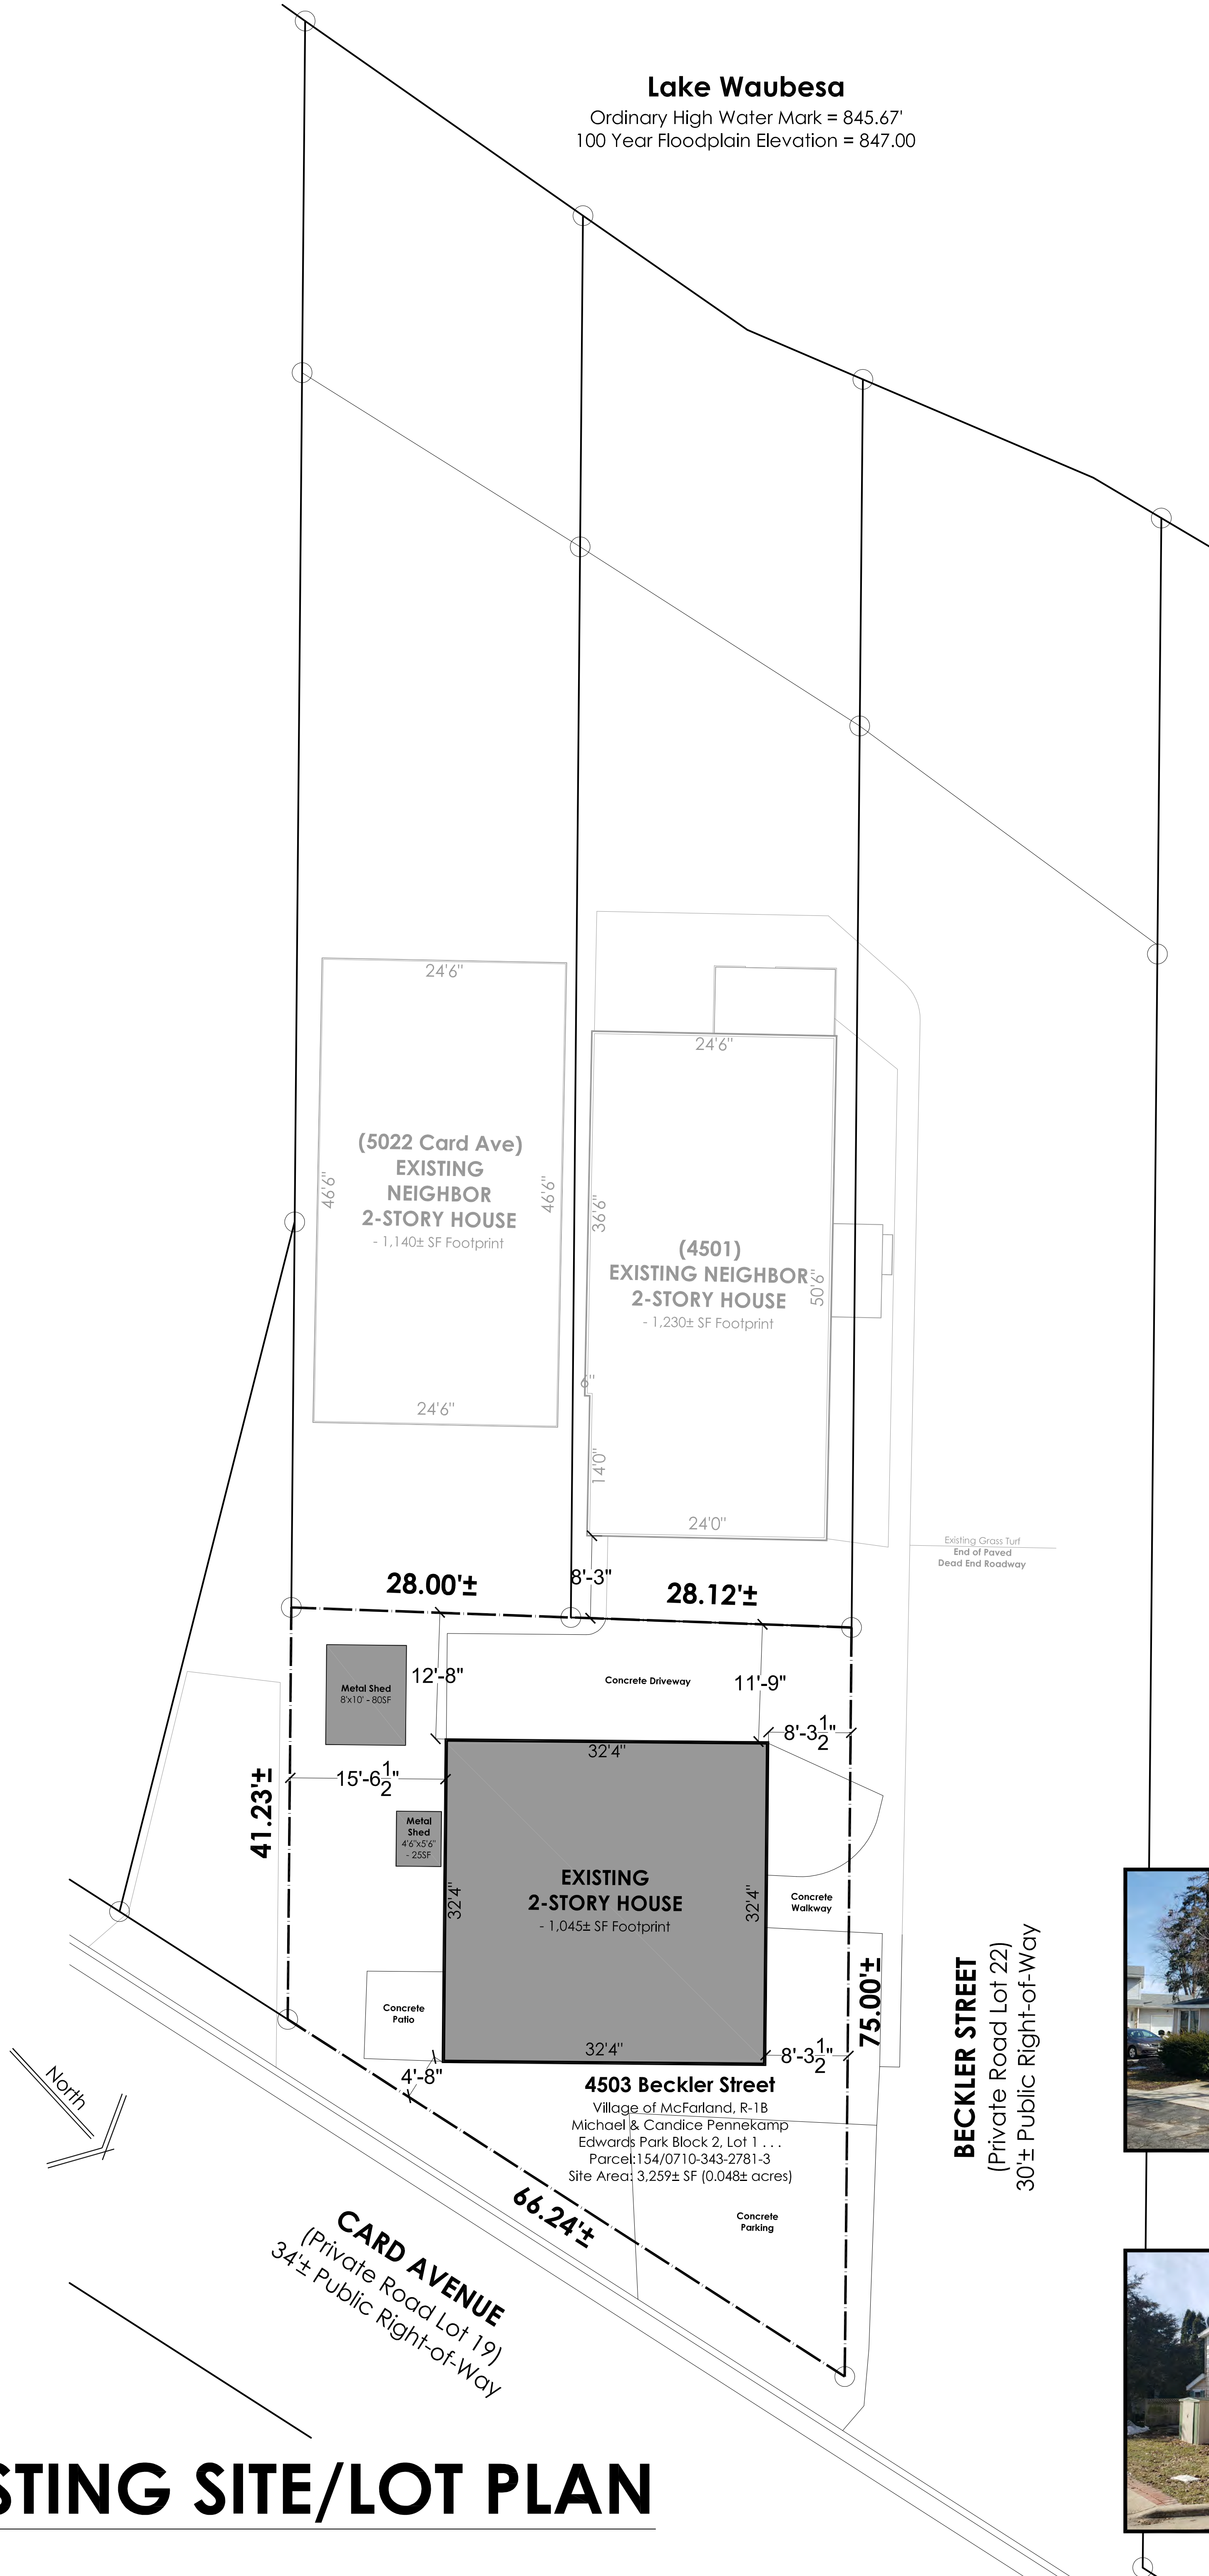 Lake Waubesa
Ordinary High Water Mark = 845.67'
100 Year Floodplain Elevation = 847.00
24'6"
24'6"
(5022 Card Ave)
EXISTING
NEIGHBOR
2-STORY HOUSE
- 1,140± SF Footprint
46'6"
46'6"
36'6"
(4501)
EXISTING NEIGHBOR
2-STORY HOUSE
- 1,230± SF Footprint
50'6"
6"
24'6"
14'0"
24'0"
Existing Grass Turf
End of Paved
Dead End Roadway
28.00'±
8'-3"
28.12'±
Metal Shed
8'x10' - 80SF
12'-8"
Concrete Driveway
11'-9"
8'-3 1/2"
32'4"
15'-6 1/2"
41.23'±
Metal
Shed
4'6"x5'6"
- 25SF
32'4"
EXISTING
2-STORY HOUSE
- 1,045± SF Footprint
32'4"
Concrete
Walkway
75.00'±
BECKLER STREET
(Private Road Lot 22)
30'± Public Right-of-Way
Concrete
Patio
32'4"
8'-3 1/2"
4'-8"
4503 Beckler Street
Village of McFarland, R-1B
Michael & Candice Pennekamp
Edwards Park Block 2, Lot 1 . . .
Parcel:154/0710-343-2781-3
Site Area: 3,259± SF (0.048± acres)
North
66.24'±
Concrete
Parking
CARD AVENUE
(Private Road Lot 19)
34'± Public Right-of-Way
STING SITE/LOT PLAN